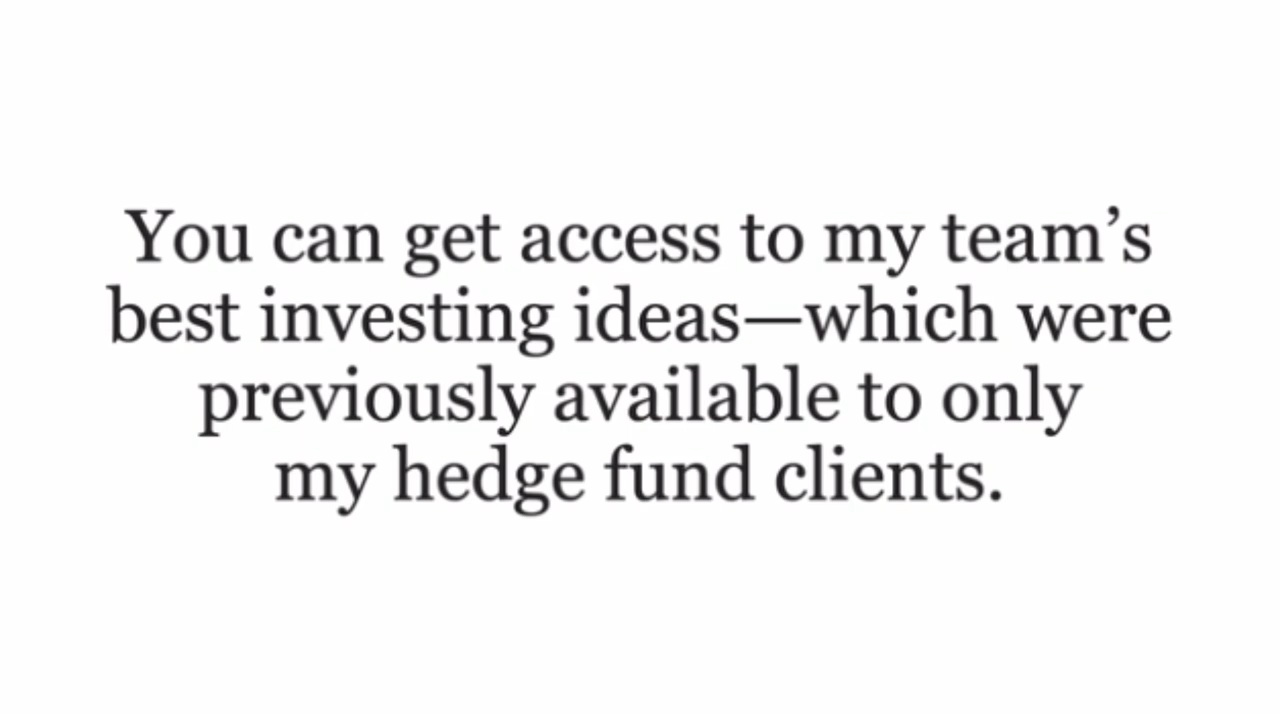 You can get access to my team’s
best investing ideas—which were
previously available to only
my hedge fund clients.